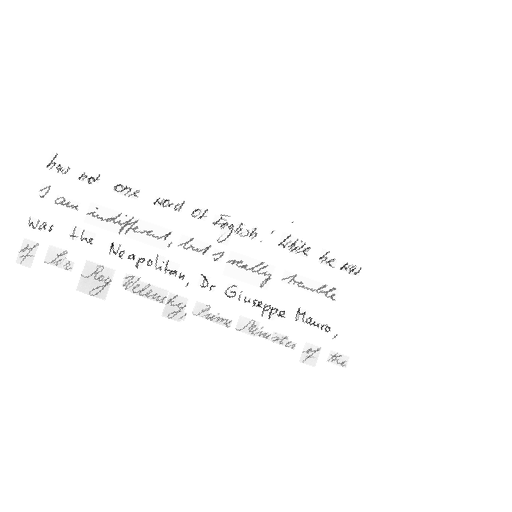 has not one word of English.' While he was
I am indifferent, but I really tremble
was the Neapolitan, Dr Giuseppe Mauro,
of Sir Roy Welensky, Prime Minister of the